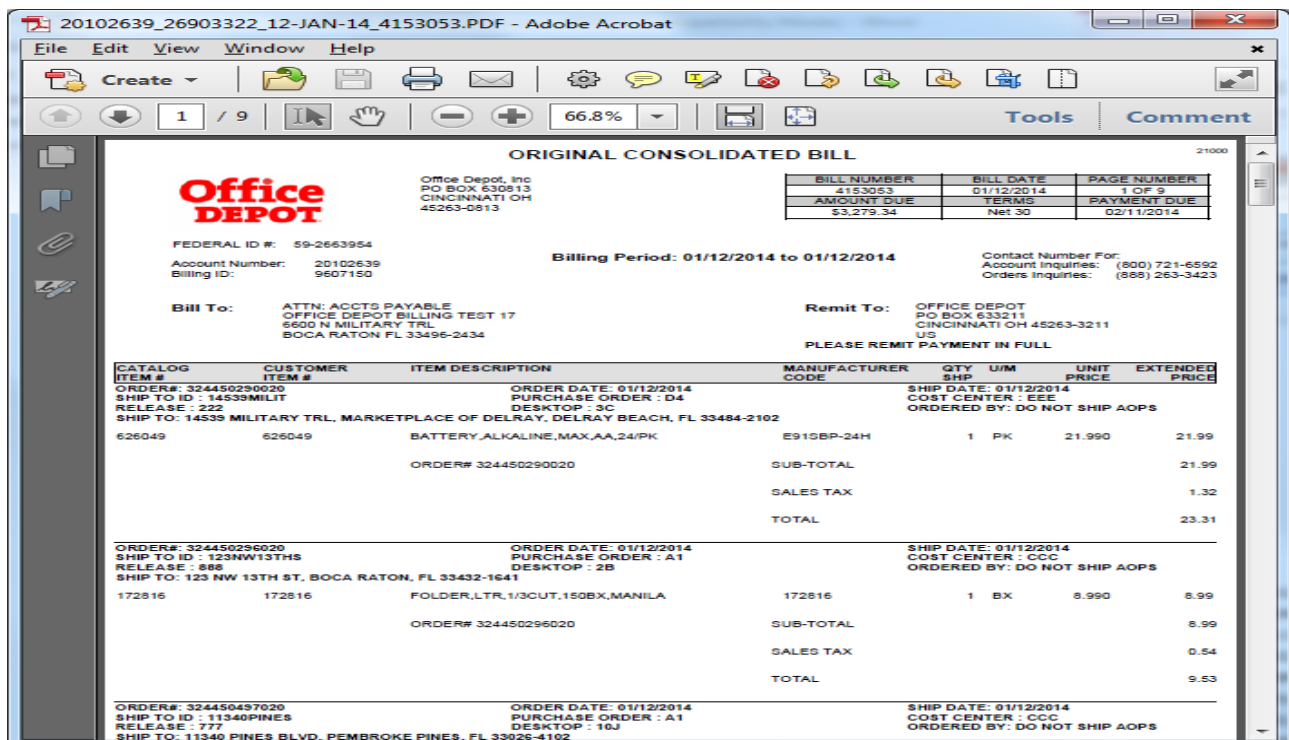 20102639_26903322_12-JAN-14_4153053.PDF - Adobe Acrobat
File Edit View Window Help
Create
1 / 9 66.8% Tools Comment
ORIGINAL CONSOLIDATED BILL 21000
Office DEPOT
Office Depot, Inc
PO BOX 630813
CINCINNATI OH
45263-0813
BILL NUMBER BILL DATE PAGE NUMBER
4153053 01/12/2014 1 OF 9
AMOUNT DUE TERMS PAYMENT DUE
$3,279.34 Net 30 02/11/2014
FEDERAL ID #: 59-2663954
Account Number: 20102639
Billing ID: 9607150
Billing Period: 01/12/2014 to 01/12/2014
Contact Number For:
Account Inquiries: (800) 721-6592
Orders Inquiries: (888) 263-3423
Bill To: ATTN: ACCTS PAYABLE
OFFICE DEPOT BILLING TEST 17
6600 N MILITARY TRL
BOCA RATON FL 33496-2434
Remit To: OFFICE DEPOT
PO BOX 633211
CINCINNATI OH 45263-3211
US
PLEASE REMIT PAYMENT IN FULL
CATALOG CUSTOMER ITEM DESCRIPTION MANUFACTURER QTY U/M UNIT EXTENDED
ITEM # ITEM # CODE SHP PRICE PRICE
ORDER#: 324450290020 ORDER DATE: 01/12/2014 SHIP DATE: 01/12/2014
SHIP TO ID : 14539MILIT PURCHASE ORDER : D4 COST CENTER : EEE
RELEASE : 222 DESKTOP : 3C ORDERED BY: DO NOT SHIP AOPS
SHIP TO: 14539 MILITARY TRL, MARKETPLACE OF DELRAY, DELRAY BEACH, FL 33484-2102
626049 626049 BATTERY,ALKALINE,MAX,AA,24/PK E91SBP-24H 1 PK 21.990 21.99
ORDER# 324450290020 SUB-TOTAL 21.99
SALES TAX 1.32
TOTAL 23.31
ORDER#: 324450296020 ORDER DATE: 01/12/2014 SHIP DATE: 01/12/2014
SHIP TO ID : 123NW13THS PURCHASE ORDER : A1 COST CENTER : CCC
RELEASE : 888 DESKTOP : 2B ORDERED BY: DO NOT SHIP AOPS
SHIP TO: 123 NW 13TH ST, BOCA RATON, FL 33432-1641
172816 172816 FOLDER,LTR,1/3CUT,150BX,MANILA 172816 1 BX 8.990 8.99
ORDER# 324450296020 SUB-TOTAL 8.99
SALES TAX 0.54
TOTAL 9.53
ORDER#: 324450497020 ORDER DATE: 01/12/2014 SHIP DATE: 01/12/2014
SHIP TO ID : 11340PINES PURCHASE ORDER : A1 COST CENTER : CCC
RELEASE : 777 DESKTOP : 10J ORDERED BY: DO NOT SHIP AOPS
SHIP TO: 11340 PINES BLVD, PEMBROKE PINES, FL 33026-4102